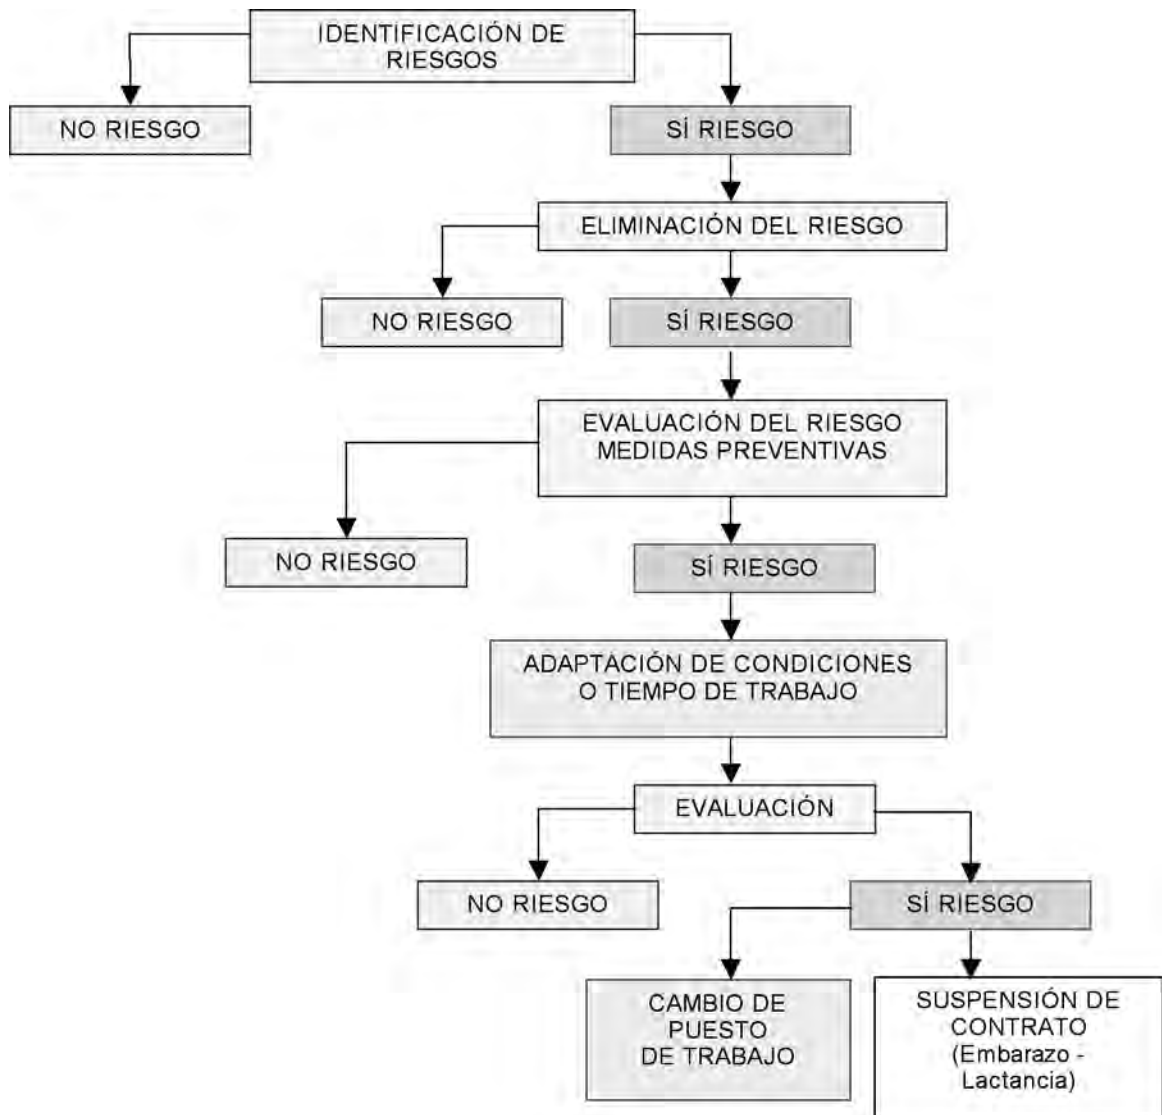 IDENTIFICACIÓN DE
RIESGOS
NO RIESGO
SÍ RIESGO
ELIMINACIÓN DEL RIESGO
NO RIESGO
SÍ RIESGO
EVALUACIÓN DEL RIESGO
MEDIDAS PREVENTIVAS
NO RIESGO
SÍ RIESGO
ADAPTACIÓN DE CONDICIONES
O TIEMPO DE TRABAJO
EVALUACIÓN
NO RIESGO
SÍ RIESGO
CAMBIO DE
PUESTO
DE TRABAJO
SUSPENSIÓN DE
CONTRATO
(Embarazo -
Lactancia)